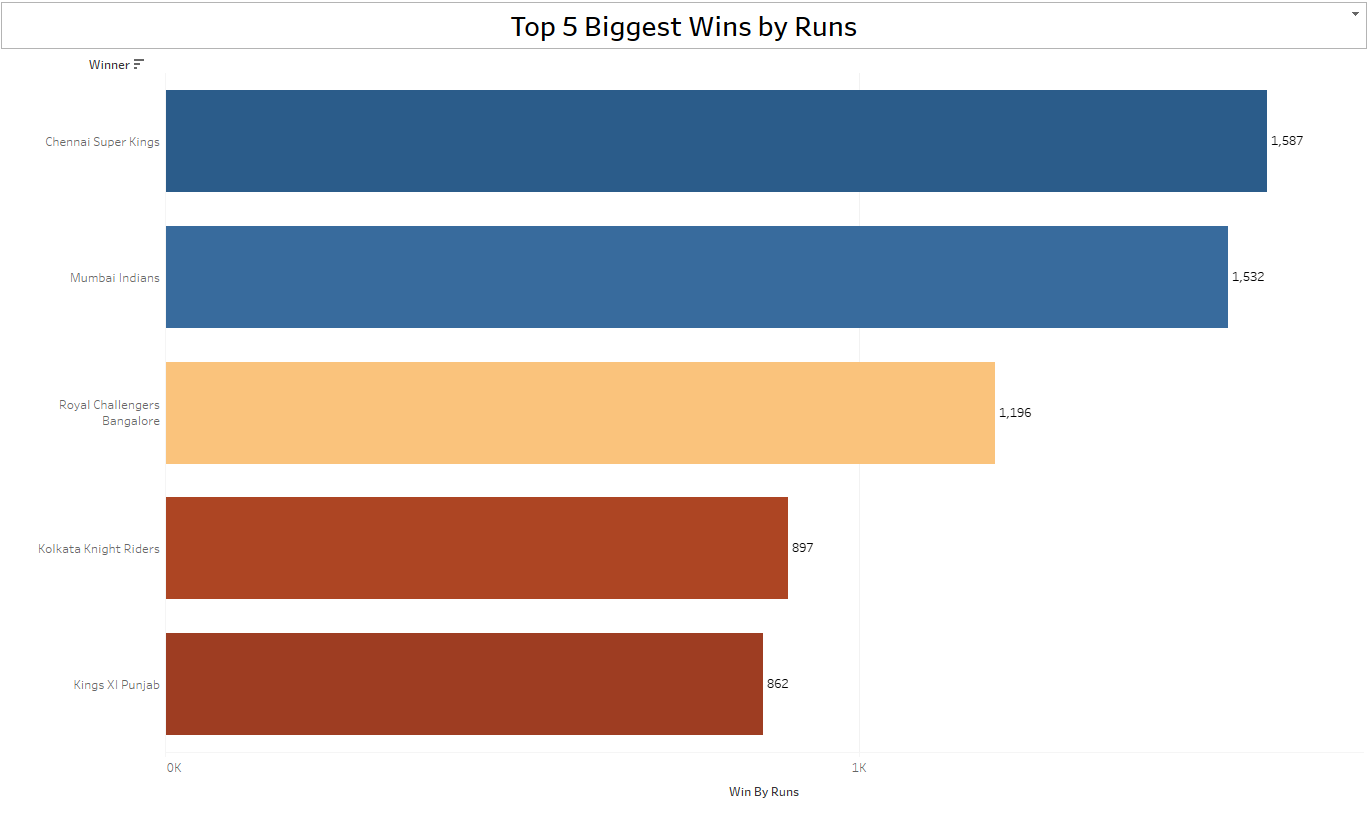 Top 5 Biggest Wins by Runs
Winner
Chennai Super Kings
1,587
Mumbai Indians
1,532
Royal Challengers
Bangalore
1,196
Kolkata Knight Riders
897
Kings XI Punjab
862
0K
1K
Win By Runs